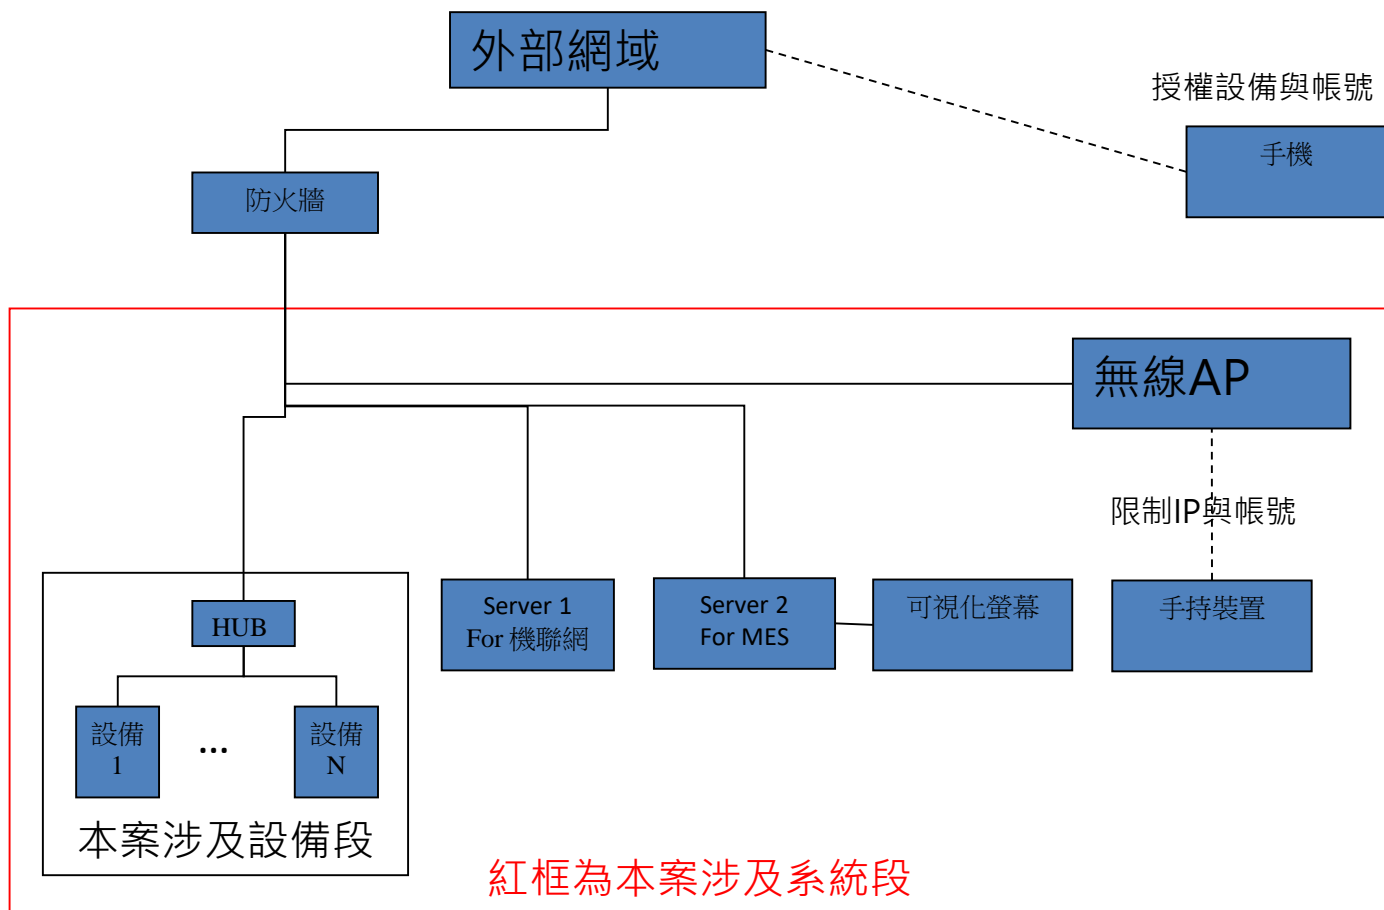 外部網域
授權設備與帳號
手機
防火牆
無線AP
限制IP與帳號
HUB
Server 1
For 機聯網
Server 2
For MES
可視化螢幕
手持裝置
設備
1
...
設備
N
本案涉及設備段
紅框為本案涉及系統段